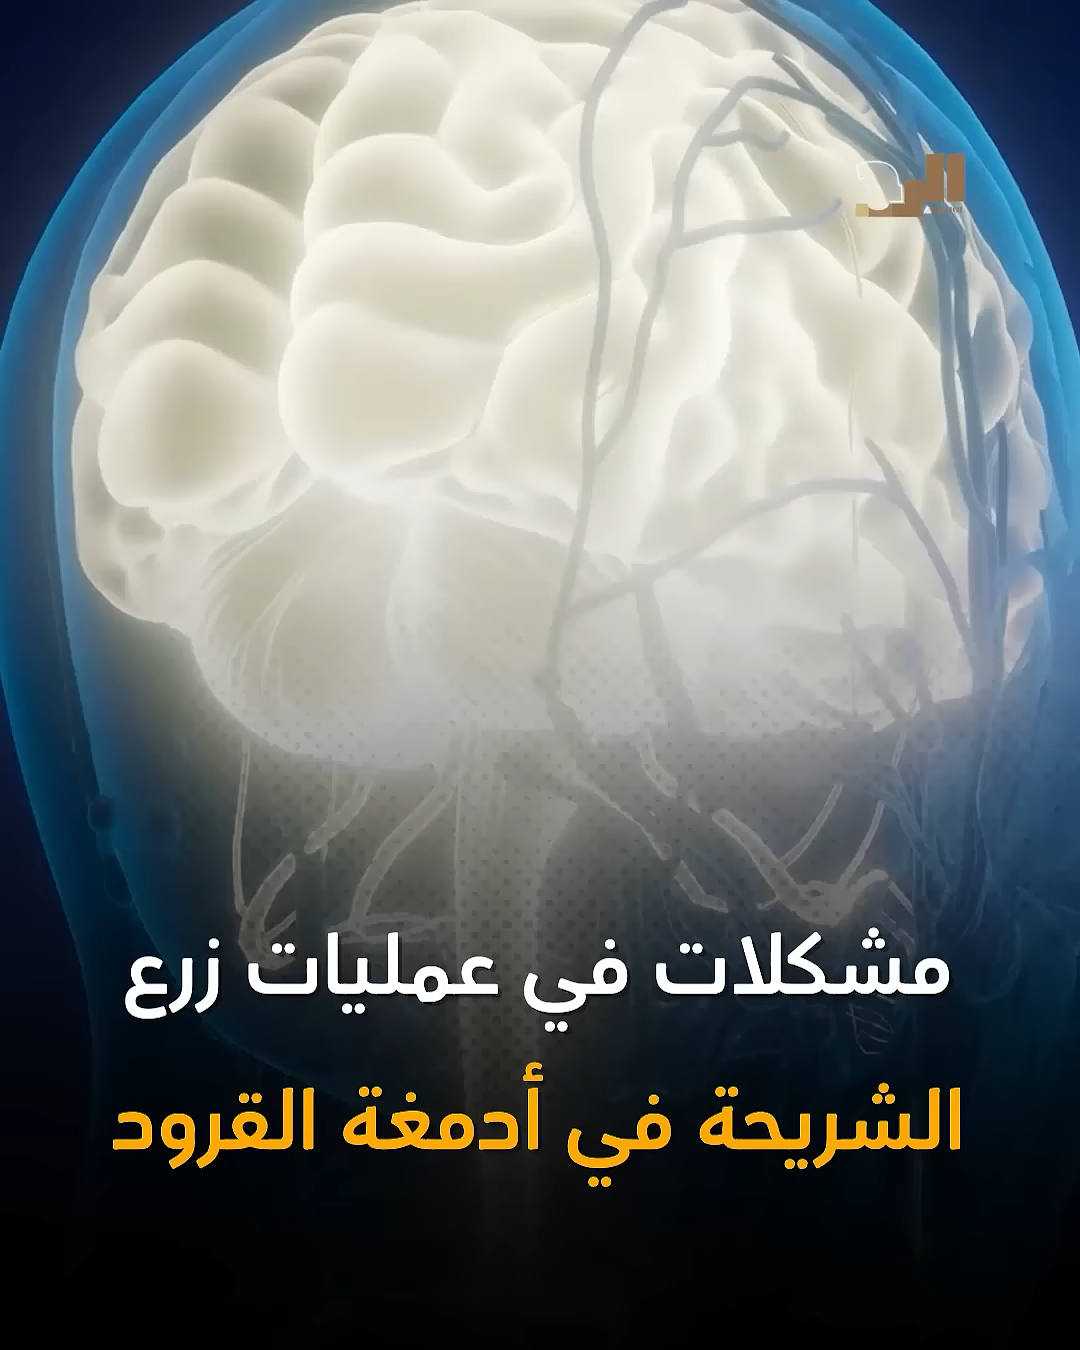 مشكلات في عمليات زرع
الشريحة في أدمغة القرود